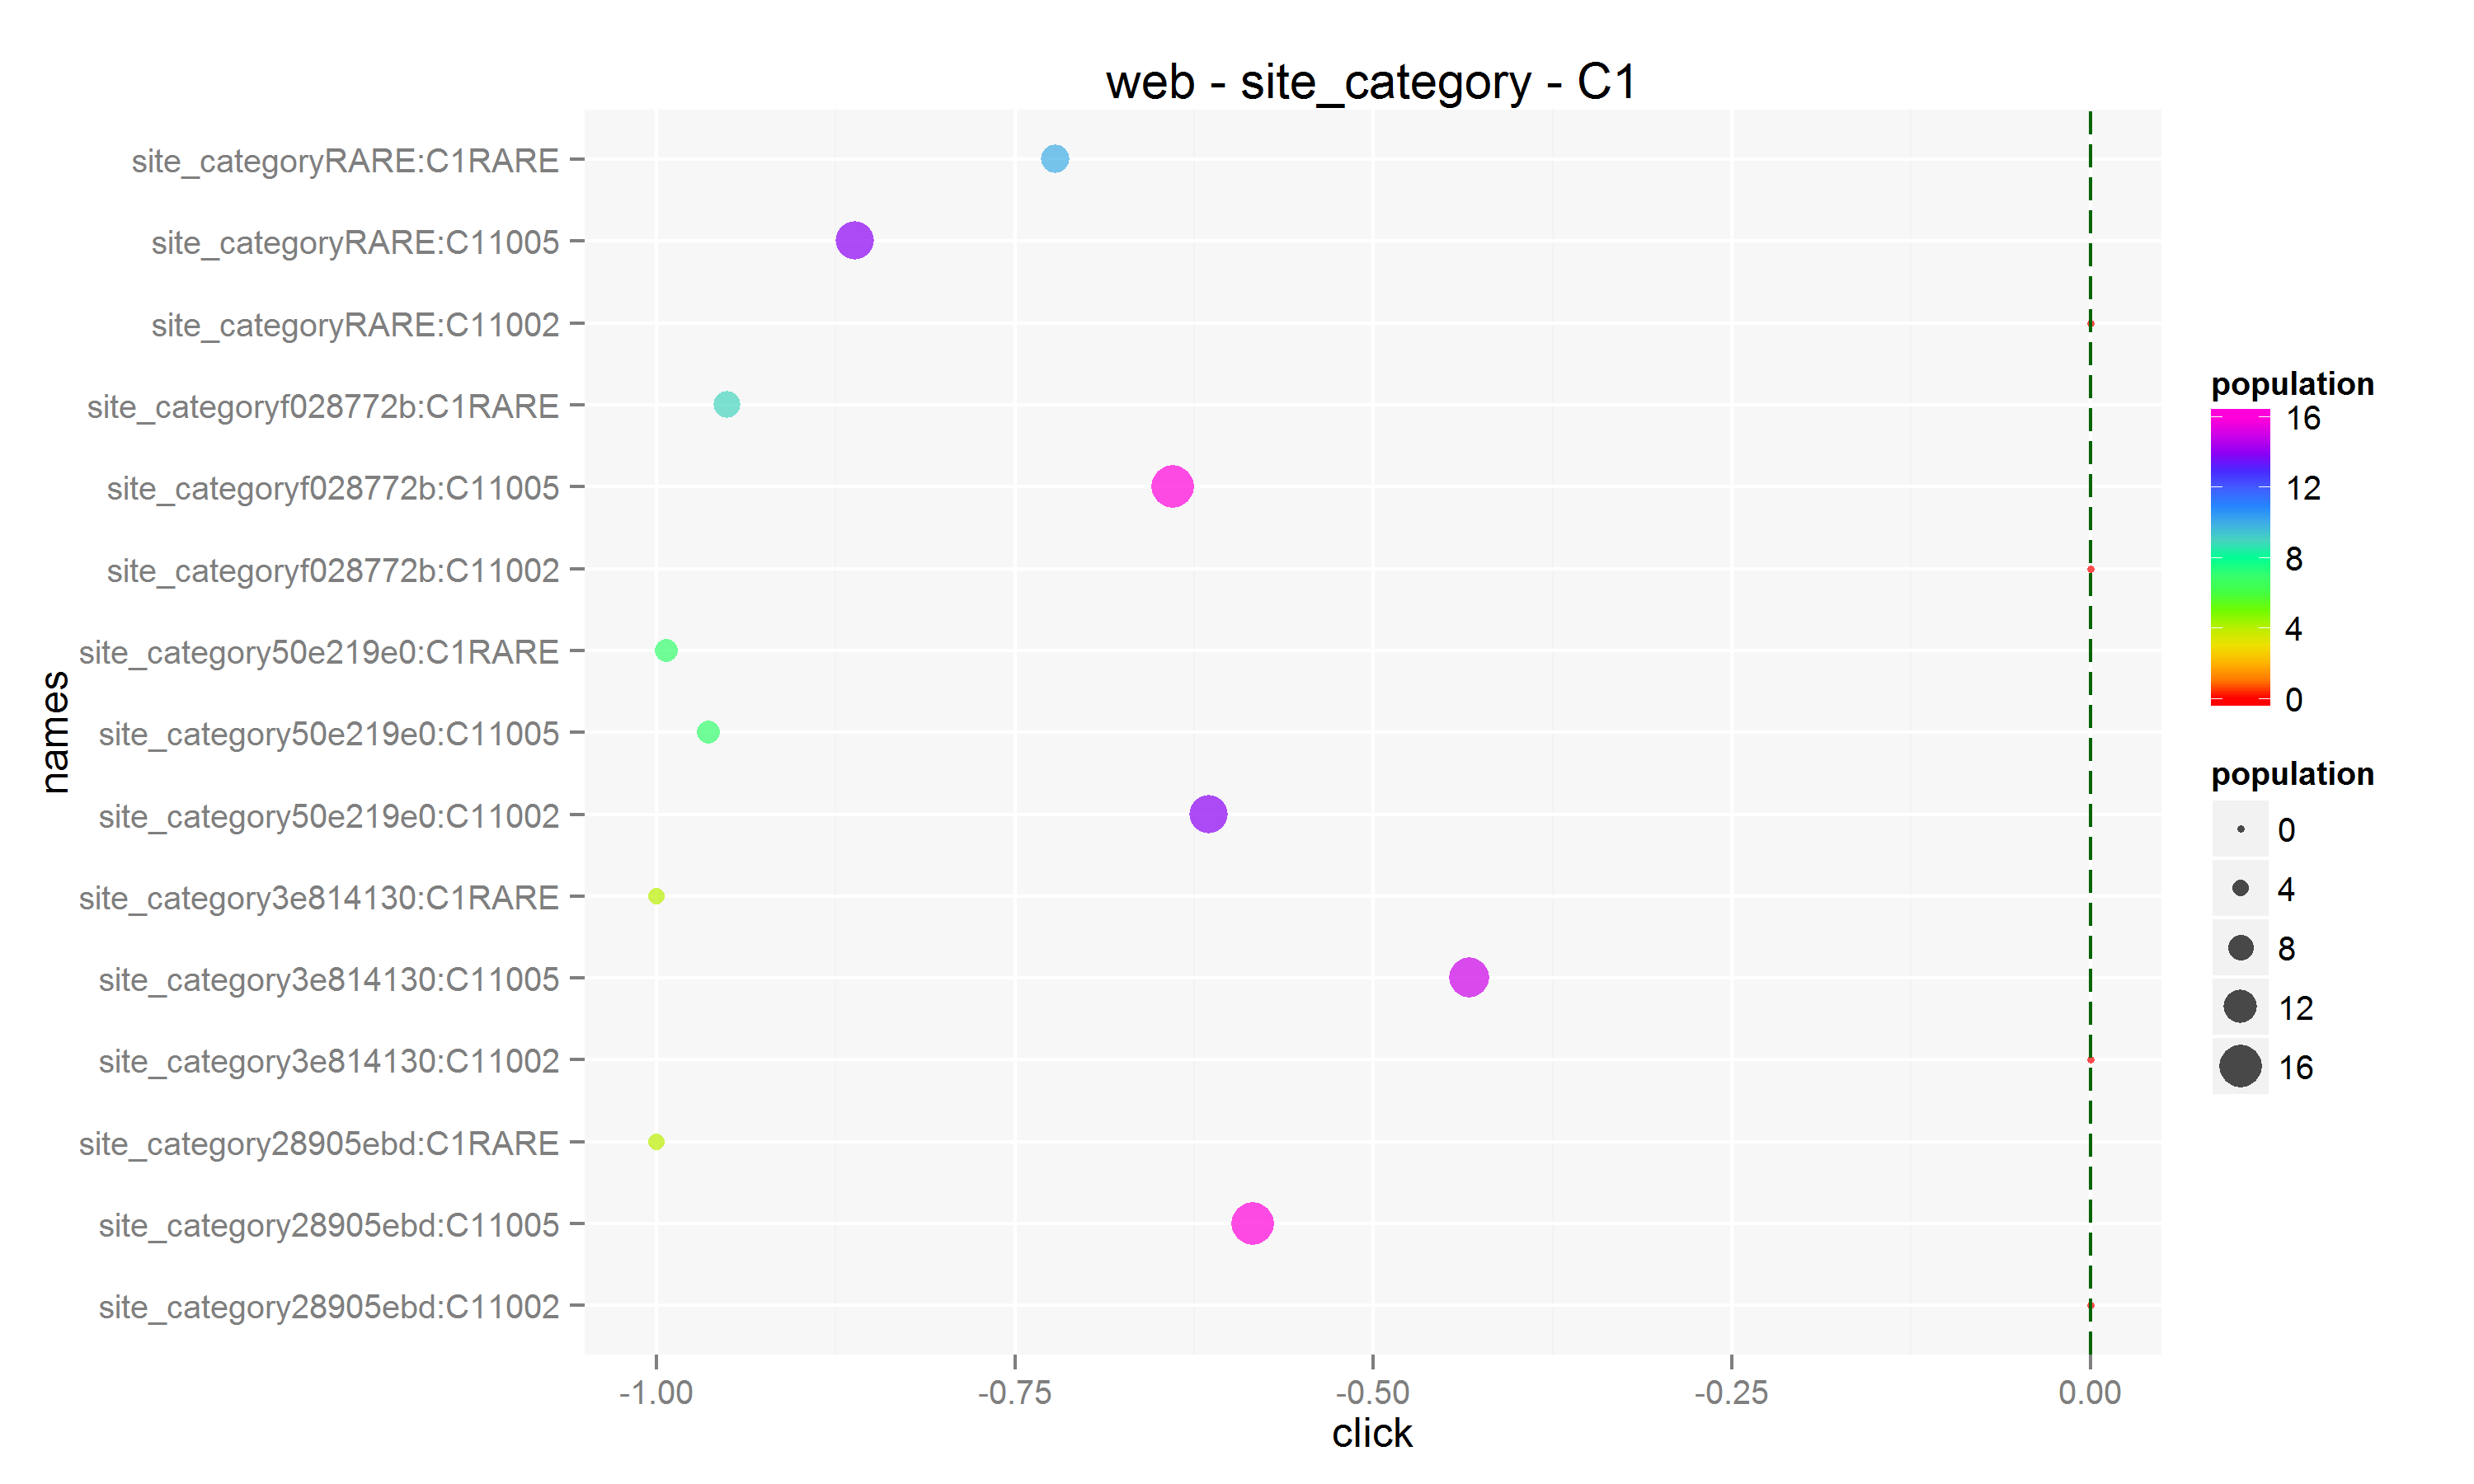 web - site_category - C1
site_categoryRARE:C1RARE
site_categoryRARE:C11005
site_categoryRARE:C11002
site_categoryf028772b:C1RARE
site_categoryf028772b:C11005
site_categoryf028772b:C11002
site_category50e219e0:C1RARE
site_category50e219e0:C11005
site_category50e219e0:C11002
site_category3e814130:C1RARE
site_category3e814130:C11005
site_category3e814130:C11002
site_category28905ebd:C1RARE
site_category28905ebd:C11005
site_category28905ebd:C11002
names
-1.00
-0.75
-0.50
-0.25
0.00
click
population
16
12
8
4
0
population
0
4
8
12
16